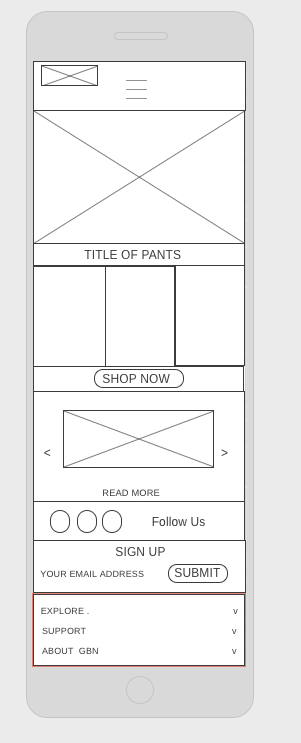 TITLE OF PANTS
SHOP NOW
<
>
READ MORE
Follow Us
SIGN UP
YOUR EMAIL ADDRESS
SUBMIT
EXPLORE . v
SUPPORT v
ABOUT GBN v